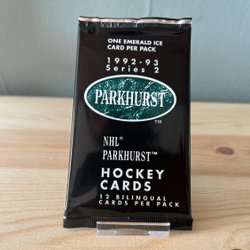 ONE EMERALD ICE
CARD PER PACK
1992-93
Series 2
PARKHURST
TM
NHL®
PARKHURST™
HOCKEY
CARDS
12 BILINGUAL
CARDS PER PACK